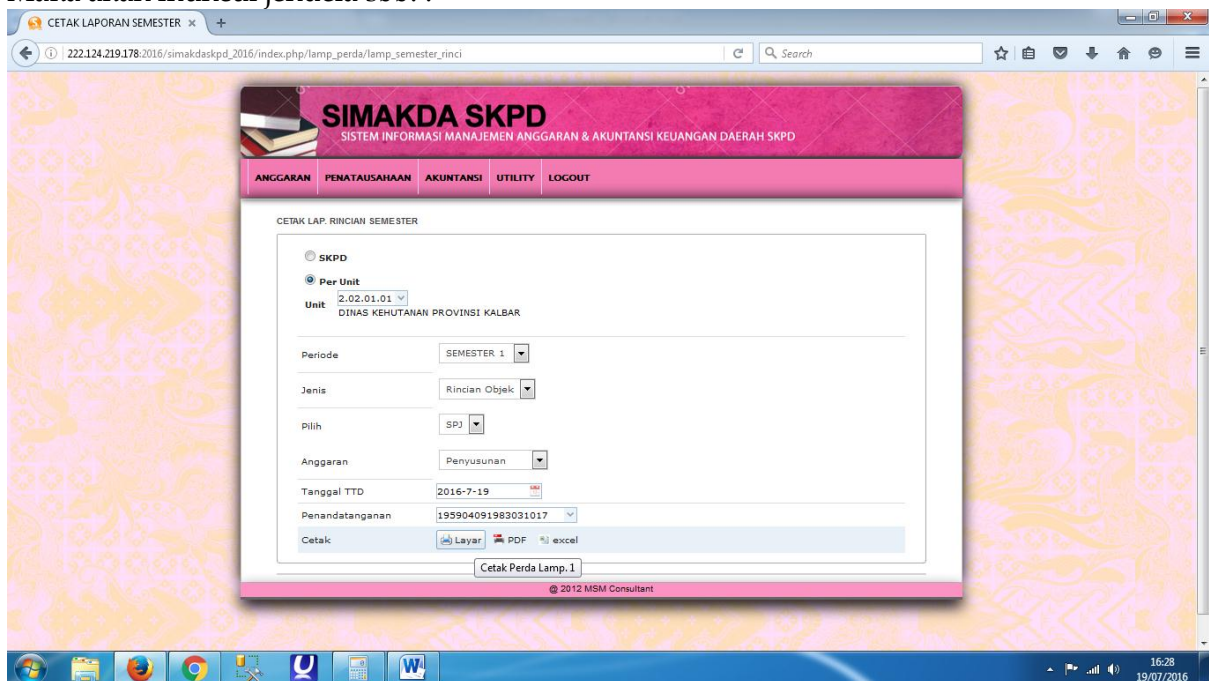 CETAK LAPORAN SEMESTER × +
222.124.219.178:2016/simakdaskpd_2016/index.php/lamp_perda/lamp_semester_rinci
Search
SIMAKDA SKPD
SISTEM INFORMASI MANAJEMEN ANGGARAN & AKUNTANSI KEUANGAN DAERAH SKPD
ANGGARAN PENATAUSAHAAN AKUNTANSI UTILITY LOGOUT
CETAK LAP. RINCIAN SEMESTER
SKPD
Per Unit
Unit 2.02.01.01
DINAS KEHUTANAN PROVINSI KALBAR
Periode SEMESTER 1
Jenis Rincian Objek
Pilih SPJ
Anggaran Penyusunan
Tanggal TTD 2016-7-19
Penandatanganan 195904091983031017
Cetak Layar PDF excel
Cetak Perda Lamp. 1
@ 2012 MSM Consultant
16:28
19/07/2016